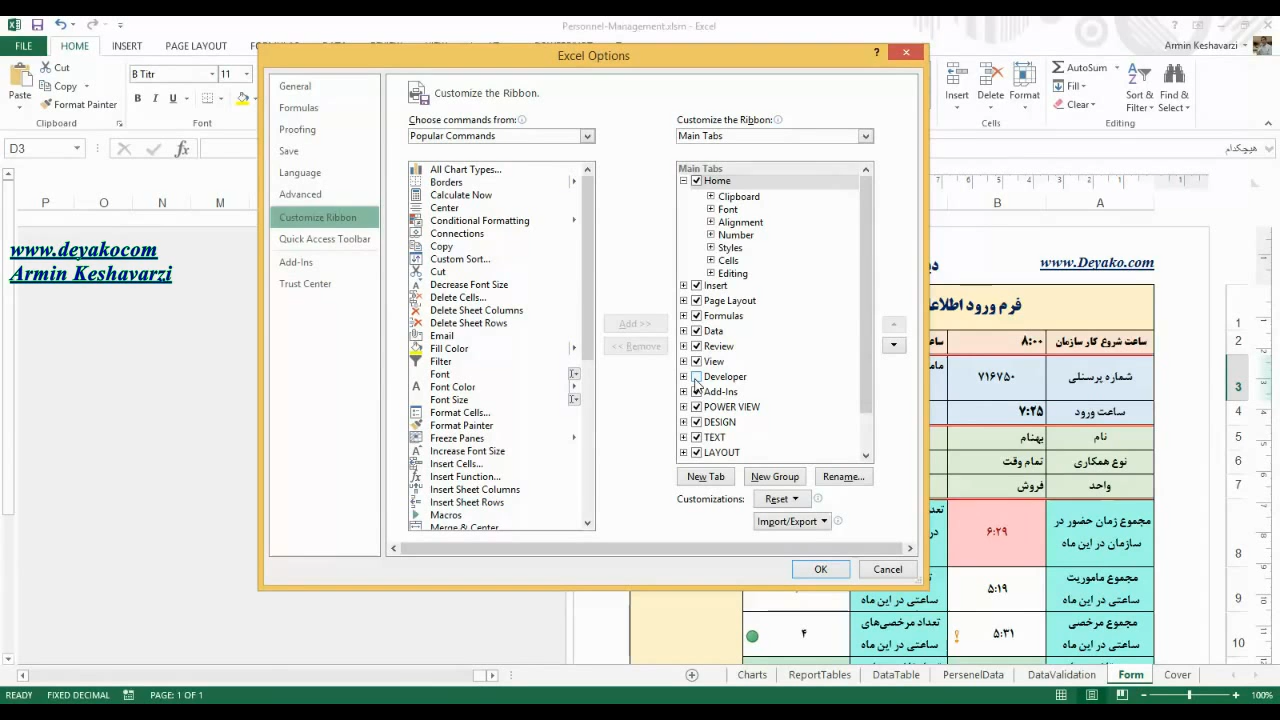 Personnel-Management.xlsm - Excel
FILE
HOME
INSERT
PAGE LAYOUT
Armin Keshavarzi
Paste
Cut
Copy
Format Painter
Clipboard
B Titr
11
B I U
Font
Insert
Delete
Format
Cells
AutoSum
Fill
Clear
Sort & Filter
Find & Select
Editing
D3
هیچکدام
Excel Options
General
Formulas
Proofing
Save
Language
Advanced
Customize Ribbon
Quick Access Toolbar
Add-Ins
Trust Center
Customize the Ribbon.
Choose commands from:
Popular Commands
All Chart Types...
Borders
Calculate Now
Center
Conditional Formatting
Connections
Copy
Custom Sort...
Cut
Decrease Font Size
Delete Cells...
Delete Sheet Columns
Delete Sheet Rows
Email
Fill Color
Filter
Font
Font Color
Font Size
Format Cells...
Format Painter
Freeze Panes
Increase Font Size
Insert Cells...
Insert Function...
Insert Sheet Columns
Insert Sheet Rows
Macros
Merge & Center
Add >>
<< Remove
Customize the Ribbon:
Main Tabs
Main Tabs
Home
Clipboard
Font
Alignment
Number
Styles
Cells
Editing
Insert
Page Layout
Formulas
Data
Review
View
Developer
Add-Ins
POWER VIEW
DESIGN
TEXT
LAYOUT
New Tab
New Group
Rename...
Customizations:
Reset
Import/Export
OK
Cancel
P O N M B A
www.deyakocom
Armin Keshavarzi
www.Deyako.com
فرم ورود اطلاعا
1
ساعت شروع کار سازمان ۸:۰۰ ساعت
2
شماره پرسنلی ۷۱۶۷۵۰
3
ساعت ورود ۷:۲۵
4
نام بهنام
5
نوع همکاری تمام وقت
6
واحد فروش
7
مجموع زمان حضور در سازمان در این ماه ۶:۲۹
8
مجموع ماموریت ساعتی در این ماه ۵:۱۹ ساعتی در این ماه
9
مجموع مرخصی ساعتی در این ماه ۵:۳۱ تعداد مرخصی‌های ساعتی در این ماه ۴
10
Charts
ReportTables
DataTable
PersenelData
DataValidation
Form
Cover
READY
FIXED DECIMAL
PAGE: 1 OF 1
100%